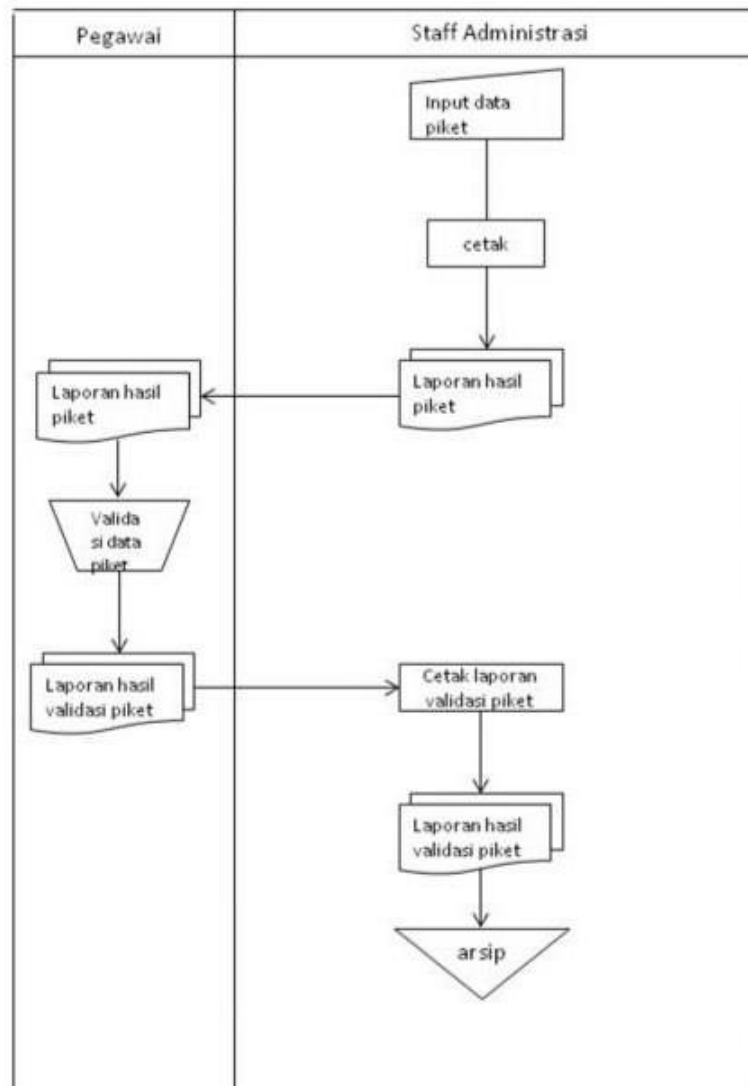 Pegawai
Staff Administrasi
Input data
piket
cetak
Laporan hasil
piket
Laporan hasil
piket
Valida
si data
piket
Laporan hasil
validasi piket
Cetak laporan
validasi piket
Laporan hasil
validasi piket
arsip